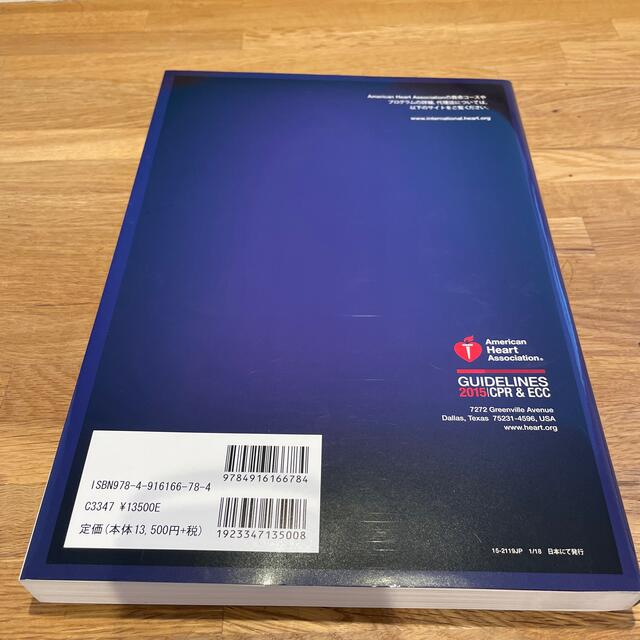 American Heart Associationの救命コースや
プログラムの詳細、代理店については、
以下のサイトをご覧ください。
www.international.heart.org
American
Heart
Association®
GUIDELINES
2015|CPR & ECC
7272 Greenville Avenue
Dallas, Texas 75231-4596, USA
www.heart.org
ISBN978-4-916166-78-4
C3347 ¥13500E
定価(本体13,500円+税)
9784916166784
1923347135008
15-2119JP 1/18 日本にて発行